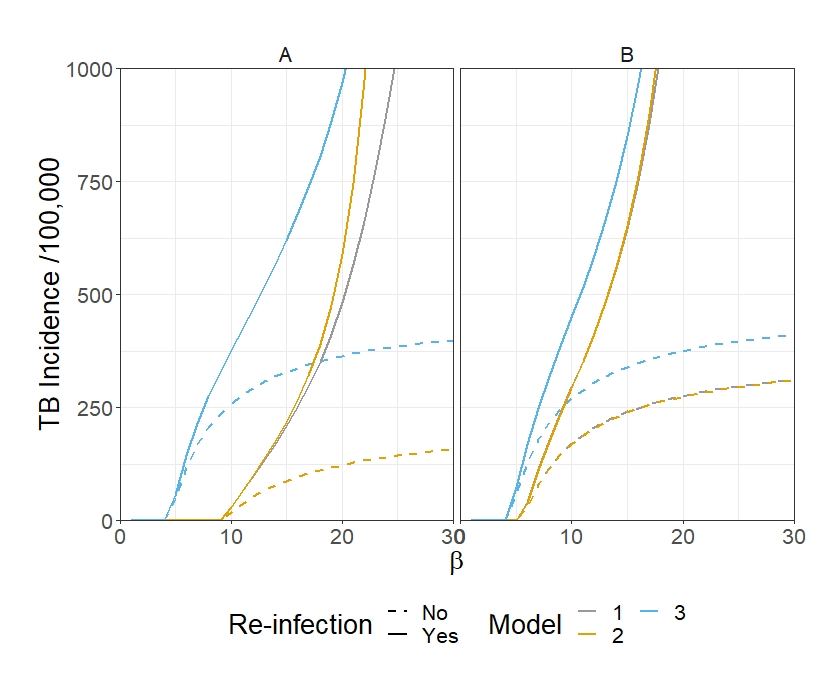 A B
TB Incidence /100,000
1000
750
500
250
0
0 10 20 30 0 10 20 30
β
Re-infection No Yes Model 1 2 3